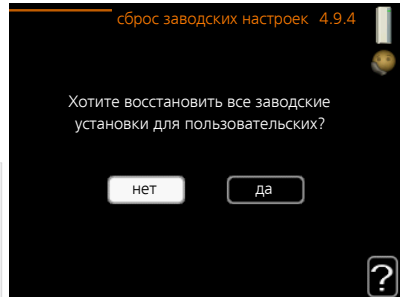 сброс заводских настроек 4.9.4
Хотите восстановить все заводские
установки для пользовательских?
нет да
?